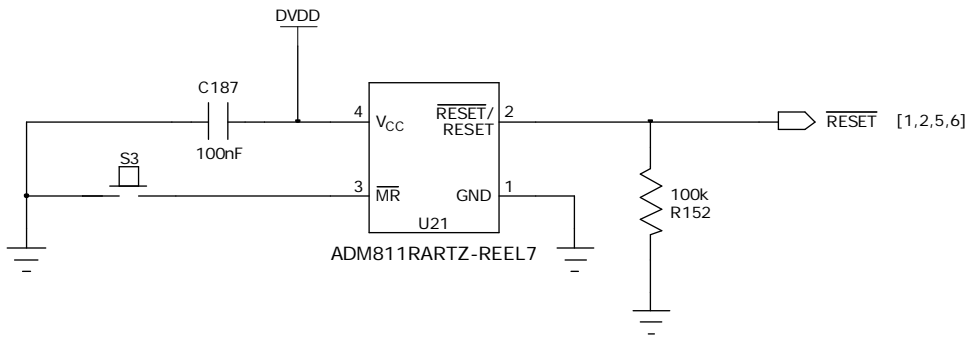 DVDD
C187
100nF
S3
4
V_CC
RESET/
RESET
2
3
MR
GND
1
U21
ADM811RARTZ-REEL7
RESET [1,2,5,6]
100k
R152